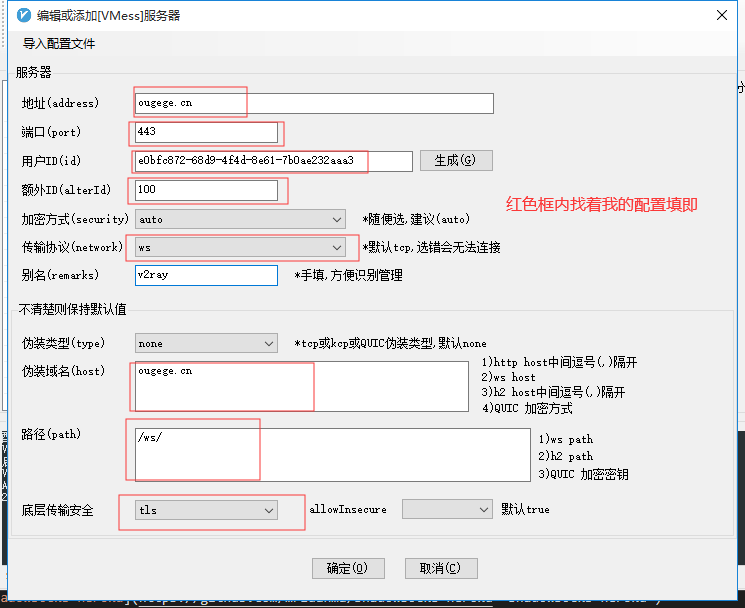 编辑或添加[VMess]服务器
导入配置文件
服务器
地址(address) ougege.cn
端口(port) 443
用户ID(id) e0bfc872-68d9-4f4d-8e61-7b0ae232aaa3 生成(G)
额外ID(alterId) 100
红色框内找着我的配置填即
加密方式(security) auto *随便选,建议(auto)
传输协议(network) ws *默认tcp,选错会无法连接
别名(remarks) v2ray *手填,方便识别管理
不清楚则保持默认值
伪装类型(type) none *tcp或kcp或QUIC伪装类型,默认none
伪装域名(host) ougege.cn
1)http host中间逗号(,)隔开
2)ws host
3)h2 host中间逗号(,)隔开
4)QUIC 加密方式
路径(path) /ws/
1)ws path
2)h2 path
3)QUIC 加密密钥
底层传输安全 tls allowInsecure 默认true
确定(O) 取消(C)